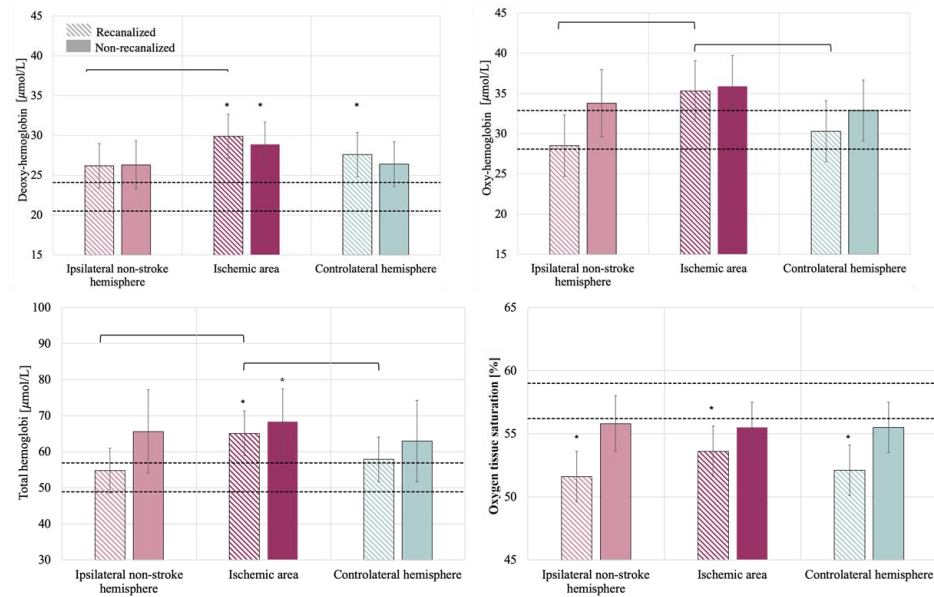 45
40
35
30
25
20
15
Deoxy-hemoglobin [μmol/L]
Recanalized
Non-recanalized
*
*
*
Ipsilateral non-stroke
hemisphere
Ischemic area
Controlateral hemisphere
45
40
35
30
25
20
15
Oxy-hemoglobin [μmol/L]
Ipsilateral non-stroke
hemisphere
Ischemic area
Controlateral hemisphere
100
90
80
70
60
50
40
30
Total hemoglobi [μmol/L]
*
*
Ipsilateral non-stroke
hemisphere
Ischemic area
Controlateral hemisphere
65
60
55
50
45
Oxygen tissue saturation [%]
*
*
*
Ipsilateral non-stroke
hemisphere
Ischemic area
Controlateral hemisphere